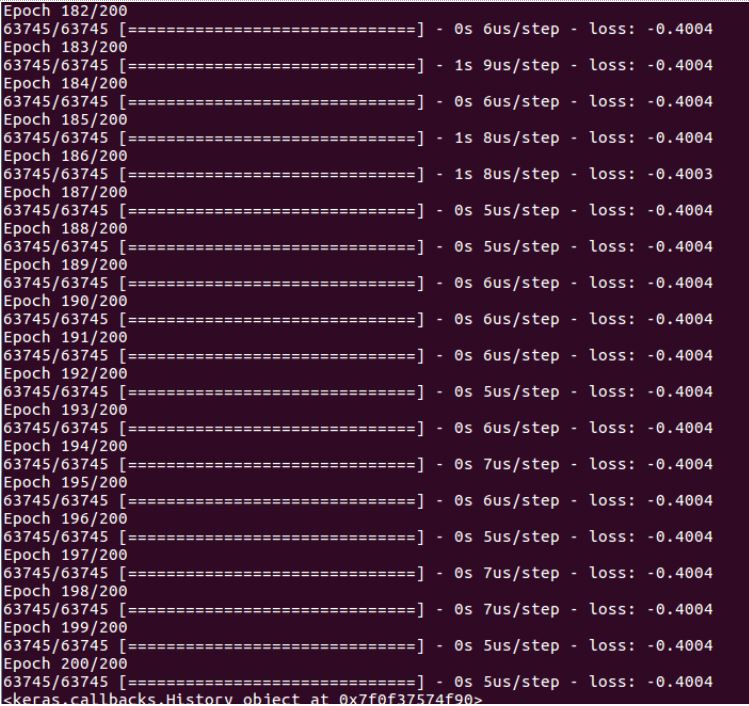 Epoch 182/200
63745/63745 [==============================] - 0s 6us/step - loss: -0.4004
Epoch 183/200
63745/63745 [==============================] - 1s 9us/step - loss: -0.4004
Epoch 184/200
63745/63745 [==============================] - 0s 6us/step - loss: -0.4004
Epoch 185/200
63745/63745 [==============================] - 1s 8us/step - loss: -0.4004
Epoch 186/200
63745/63745 [==============================] - 1s 8us/step - loss: -0.4003
Epoch 187/200
63745/63745 [==============================] - 0s 5us/step - loss: -0.4004
Epoch 188/200
63745/63745 [==============================] - 0s 5us/step - loss: -0.4004
Epoch 189/200
63745/63745 [==============================] - 0s 6us/step - loss: -0.4004
Epoch 190/200
63745/63745 [==============================] - 0s 6us/step - loss: -0.4004
Epoch 191/200
63745/63745 [==============================] - 0s 6us/step - loss: -0.4004
Epoch 192/200
63745/63745 [==============================] - 0s 5us/step - loss: -0.4004
Epoch 193/200
63745/63745 [==============================] - 0s 6us/step - loss: -0.4004
Epoch 194/200
63745/63745 [==============================] - 0s 7us/step - loss: -0.4004
Epoch 195/200
63745/63745 [==============================] - 0s 6us/step - loss: -0.4004
Epoch 196/200
63745/63745 [==============================] - 0s 5us/step - loss: -0.4004
Epoch 197/200
63745/63745 [==============================] - 0s 7us/step - loss: -0.4004
Epoch 198/200
63745/63745 [==============================] - 0s 7us/step - loss: -0.4004
Epoch 199/200
63745/63745 [==============================] - 0s 5us/step - loss: -0.4004
Epoch 200/200
63745/63745 [==============================] - 0s 5us/step - loss: -0.4004
<keras.callbacks.History object at 0x7f0f37574f90>